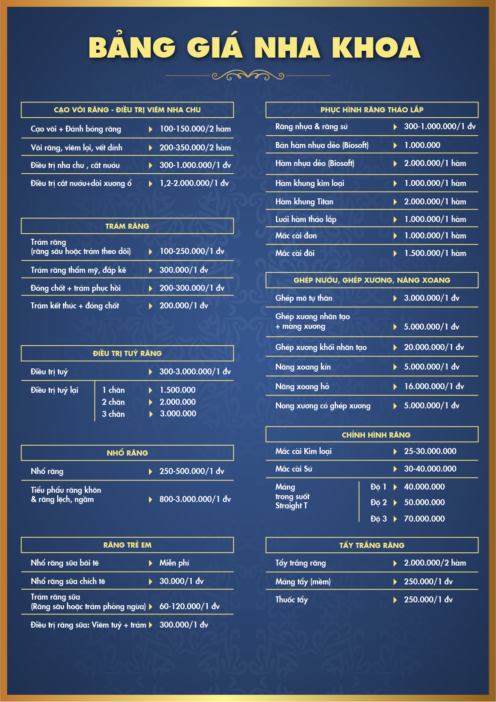 BẢNG GIÁ NHA KHOA
CẠO VÔI RĂNG - ĐIỀU TRỊ VIÊM NHA CHU
Cạo vôi + Đánh bóng răng 100-150.000/2 hàm
Vôi răng, viêm lợi, vết dính 200-350.000/2 hàm
Điều trị nha chu , cắt nướu 300-1.000.000/1 đv
Điều trị cắt nướu+dời xương ổ 1,2-2.000.000/1 đv
TRÁM RĂNG
Trám răng
(răng sâu hoặc trám theo dõi) 100-250.000/1 đv
Trám răng thẩm mỹ, đắp kẽ 300.000/1 đv
Đóng chốt + trám phục hồi 200-300.000/1 đv
Trám kết thúc + đóng chốt 200.000/1 đv
ĐIỀU TRỊ TUỶ RĂNG
Điều trị tuỷ 300-3.000.000/1 đv
Điều trị tuỷ lại 1 chân 1.500.000
2 chân 2.000.000
3 chân 3.000.000
NHỔ RĂNG
Nhổ răng 250-500.000/1 đv
Tiểu phẫu răng khôn
& răng lệch, ngầm 800-3.000.000/1 đv
RĂNG TRẺ EM
Nhổ răng sữa bôi tê Miễn phí
Nhổ răng sữa chích tê 30.000/1 đv
Trám răng sữa
(Răng sâu hoặc trám phòng ngừa) 60-120.000/1 đv
Điều trị răng sữa: Viêm tuỷ + trám 300.000/1 đv
PHỤC HÌNH RĂNG THÁO LẮP
Răng nhựa & răng sứ 300-1.000.000/1 đv
Bán hàm nhựa dẻo (Biosoft) 1.000.000
Hàm nhựa dẻo (Biosoft) 2.000.000/1 hàm
Hàm khung kim loại 1.000.000/1 hàm
Hàm khung Titan 2.000.000/1 hàm
Lưới hàm tháo lắp 1.000.000/1 hàm
Mắc cài đơn 1.000.000/1 hàm
Mắc cài đôi 1.500.000/1 hàm
GHÉP NƯỚU, GHÉP XƯƠNG, NÂNG XOANG
Ghép mô tự thân 3.000.000/1 đv
Ghép xương nhân tạo
+ màng xương 5.000.000/1 đv
Ghép xương khối nhân tạo 20.000.000/1 đv
Nâng xoang kín 5.000.000/1 đv
Nâng xoang hở 16.000.000/1 đv
Nong xương có ghép xương 5.000.000/1 đv
CHỈNH HÌNH RĂNG
Mắc cài Kim loại 25-30.000.000
Mắc cài Sứ 30-40.000.000
Máng Độ 1 40.000.000
trong suốt Độ 2 50.000.000
Straight T Độ 3 70.000.000
TẨY TRẮNG RĂNG
Tẩy trắng răng 2.000.000/2 hàm
Máng tẩy (mềm) 250.000/1 đv
Thuốc tẩy 250.000/1 đv